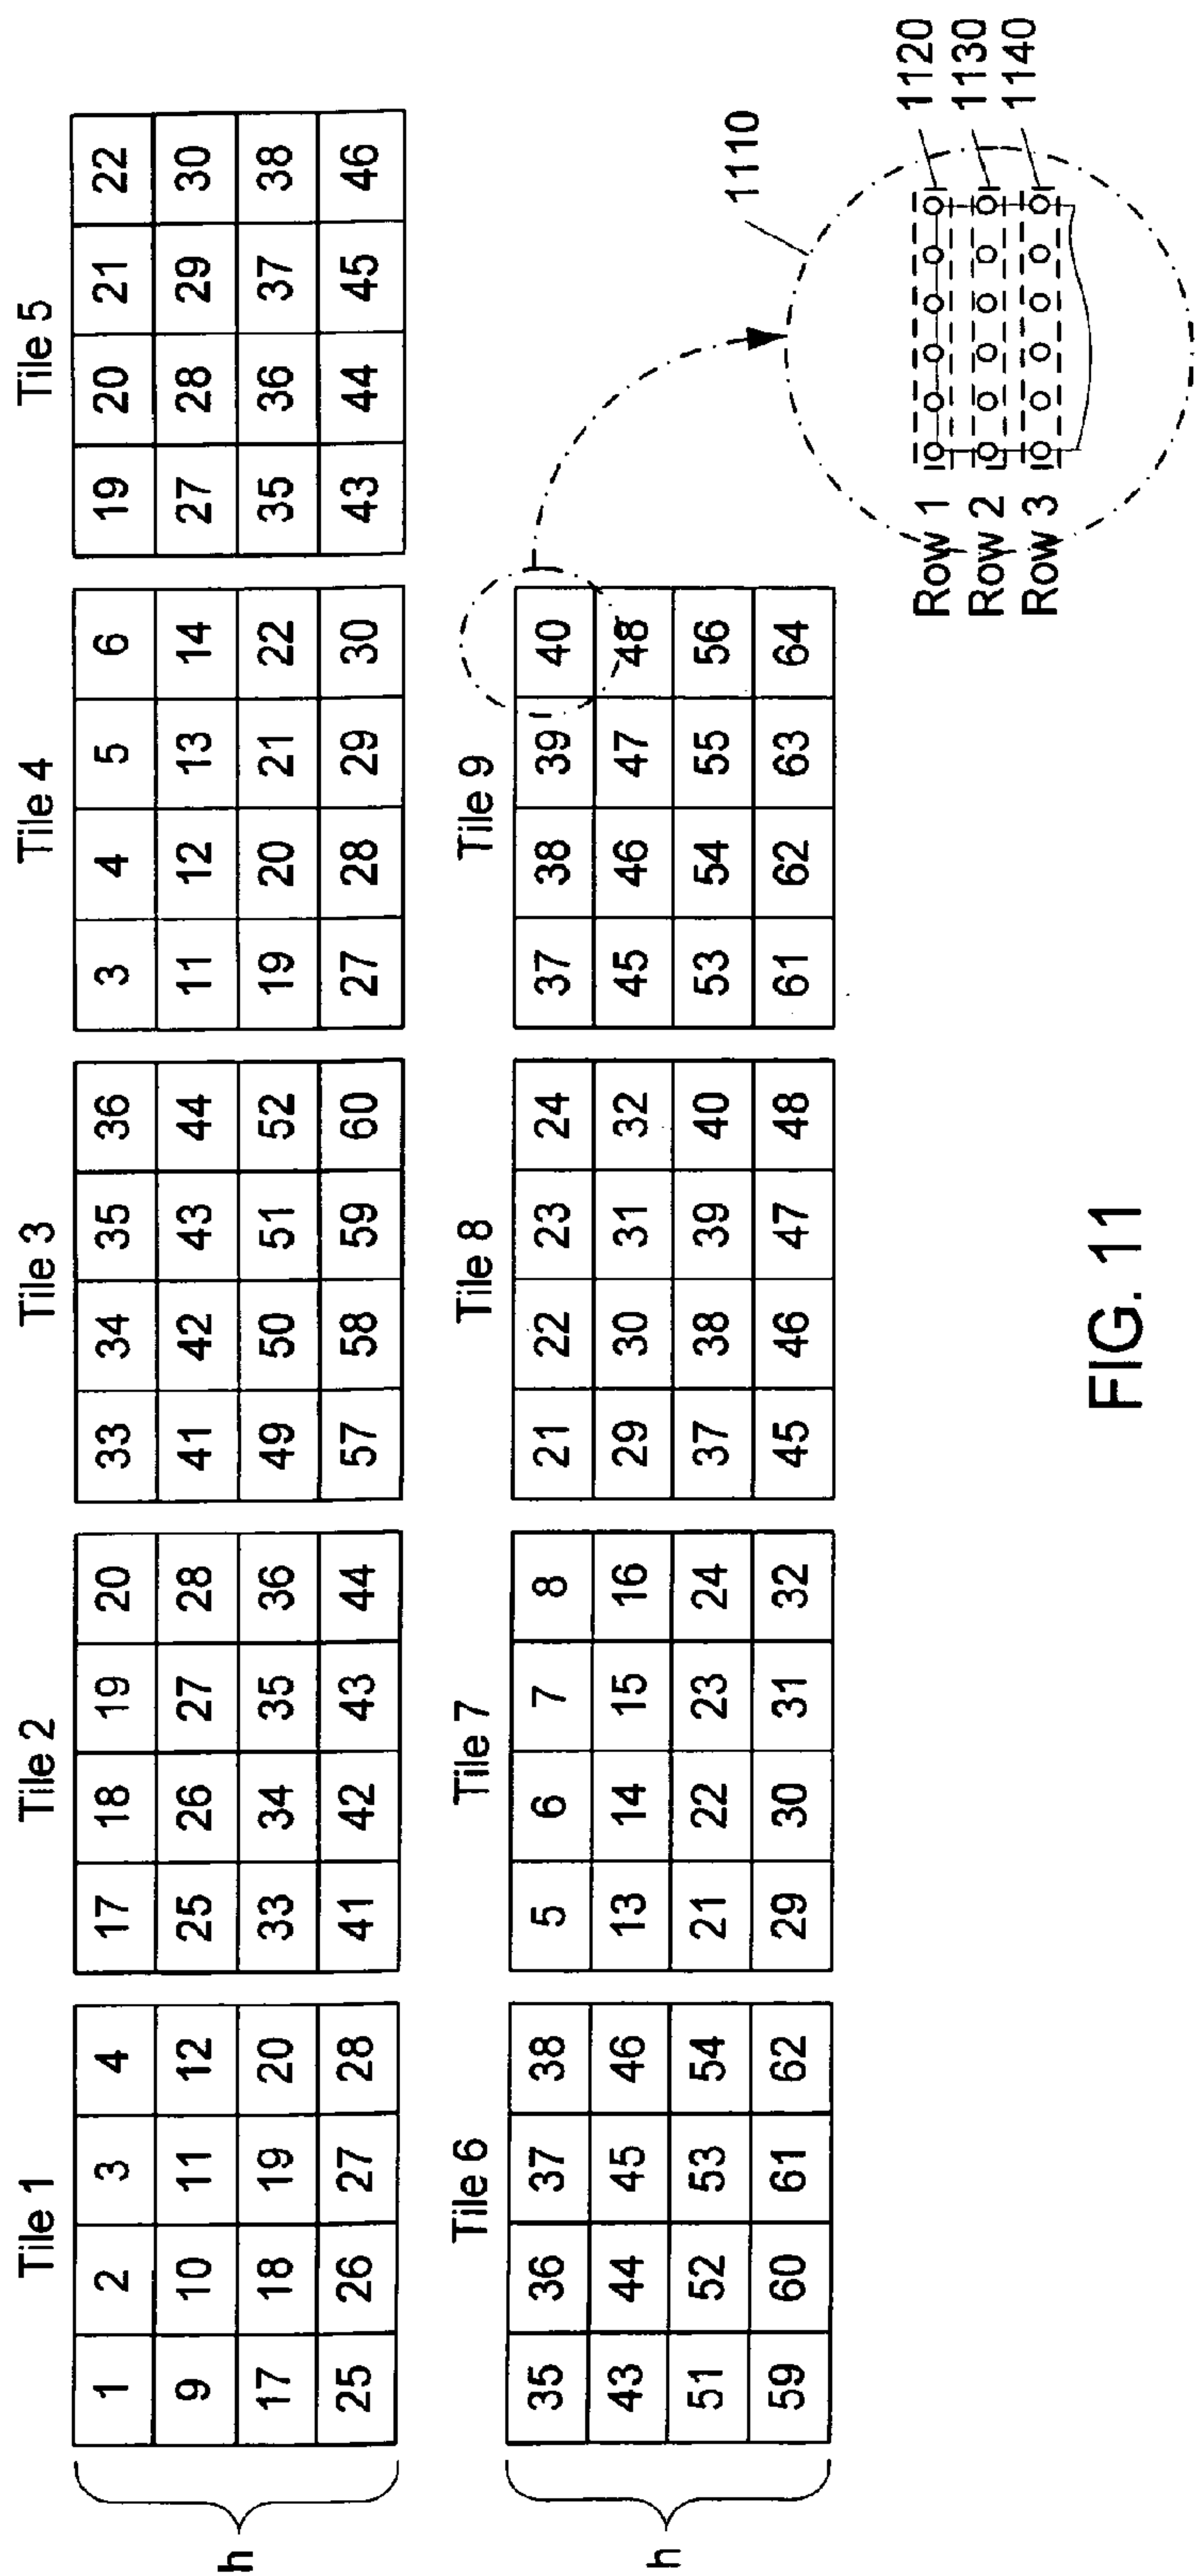 Tile 1
1 2 3 4
9 10 11 12
17 18 19 20
25 26 27 28
h
Tile 2
17 18 19 20
25 26 27 28
33 34 35 36
41 42 43 44
Tile 3
33 34 35 36
41 42 43 44
49 50 51 52
57 58 59 60
Tile 4
3 4 5 6
11 12 13 14
19 20 21 22
27 28 29 30
Tile 5
19 20 21 22
27 28 29 30
35 36 37 38
43 44 45 46
Tile 6
35 36 37 38
43 44 45 46
51 52 53 54
59 60 61 62
h
Tile 7
5 6 7 8
13 14 15 16
21 22 23 24
29 30 31 32
Tile 8
21 22 23 24
29 30 31 32
37 38 39 40
45 46 47 48
Tile 9
37 38 39 40
45 46 47 48
53 54 55 56
61 62 63 64
1110
Row 1 1120
Row 2 1130
Row 3 1140
FIG. 11